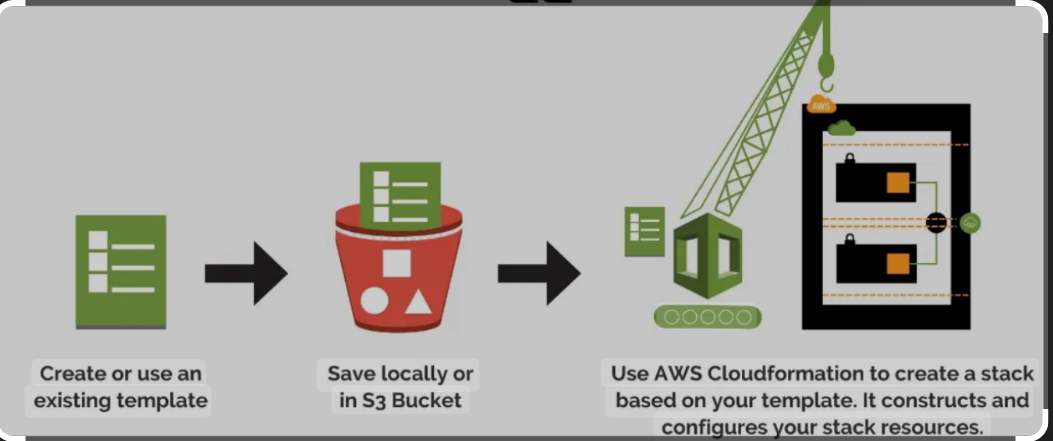 AWS
Create or use an
existing template
Save locally or
in S3 Bucket
Use AWS Cloudformation to create a stack
based on your template. It constructs and
configures your stack resources.